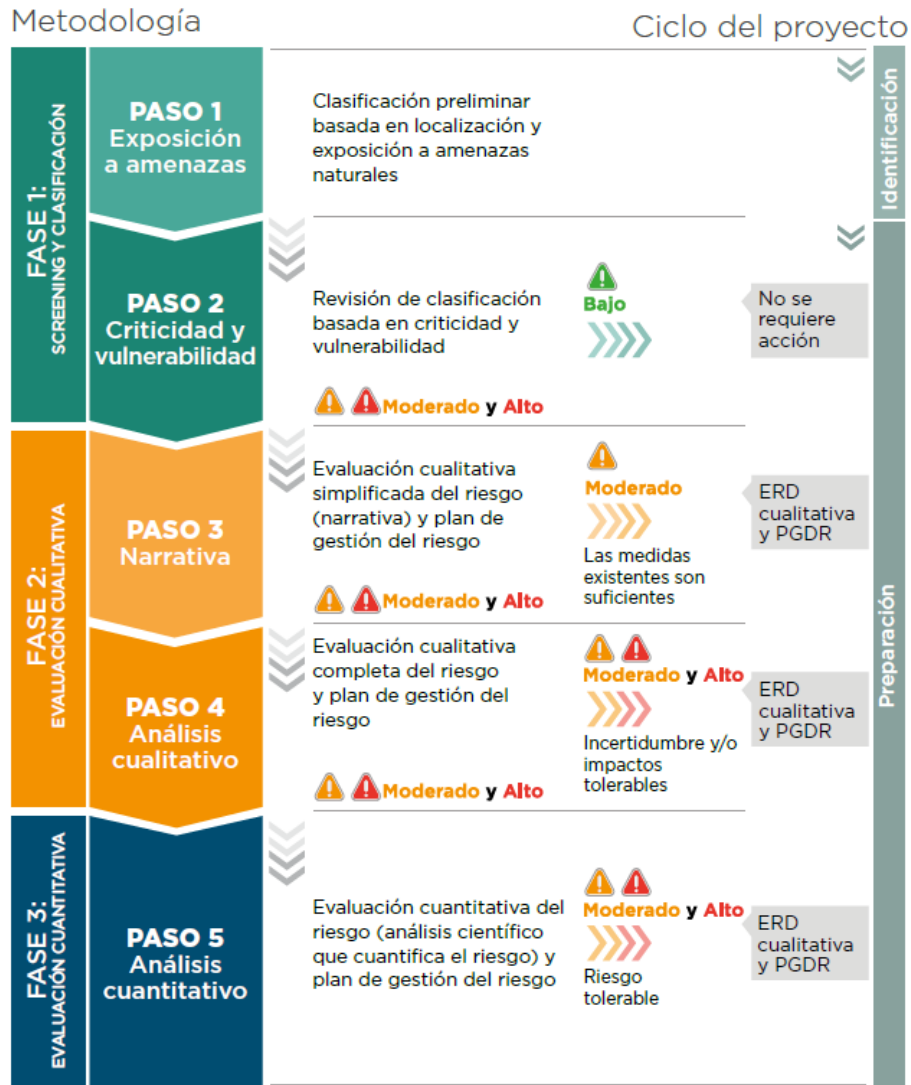 Metodología
Ciclo del proyecto
FASE 1:
SCREENING Y CLASIFICACIÓN
PASO 1
Exposición
a amenazas
Clasificación preliminar
basada en localización y
exposición a amenazas
naturales
Identificación
PASO 2
Criticidad y
vulnerabilidad
Revisión de clasificación
basada en criticidad y
vulnerabilidad
Bajo
No se
requiere
acción
Moderado y Alto
FASE 2:
EVALUACIÓN CUALITATIVA
PASO 3
Narrativa
Evaluación cualitativa
simplificada del riesgo
(narrativa) y plan de
gestión del riesgo
Moderado
Las medidas
existentes son
suficientes
ERD
cualitativa
y PGDR
Moderado y Alto
Preparación
PASO 4
Análisis
cualitativo
Evaluación cualitativa
completa del riesgo
y plan de gestión del
riesgo
Moderado y Alto
Incertidumbre y/o
impactos
tolerables
ERD
cualitativa
y PGDR
Moderado y Alto
FASE 3:
EVALUACIÓN CUANTITATIVA
PASO 5
Análisis
cuantitativo
Evaluación cuantitativa del
riesgo (análisis científico
que cuantifica el riesgo) y
plan de gestión del riesgo
Moderado y Alto
Riesgo
tolerable
ERD
cualitativa
y PGDR